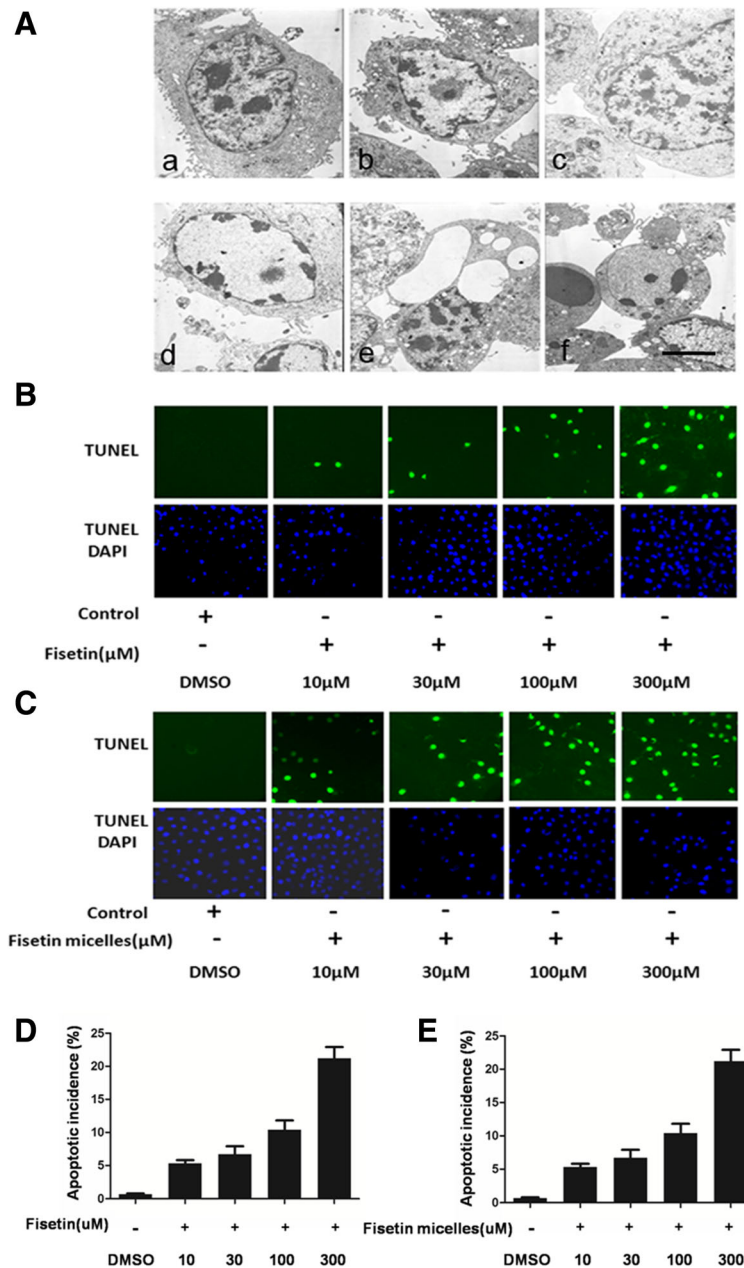 A
a b c
d e f
B
TUNEL
TUNEL
DAPI
Control + - - - -
Fisetin(µM) - + + + +
DMSO 10µM 30µM 100µM 300µM
C
TUNEL
TUNEL
DAPI
Control + - - - -
Fisetin micelles(µM) - + + + +
DMSO 10µM 30µM 100µM 300µM
D
Apoptotic incidence (%)
25
20
15
10
5
0
Fisetin(uM) - + + + +
DMSO 10 30 100 300
E
Apoptotic incidence (%)
25
20
15
10
5
0
Fisetin micelles(uM) - + + + +
DMSO 10 30 100 300